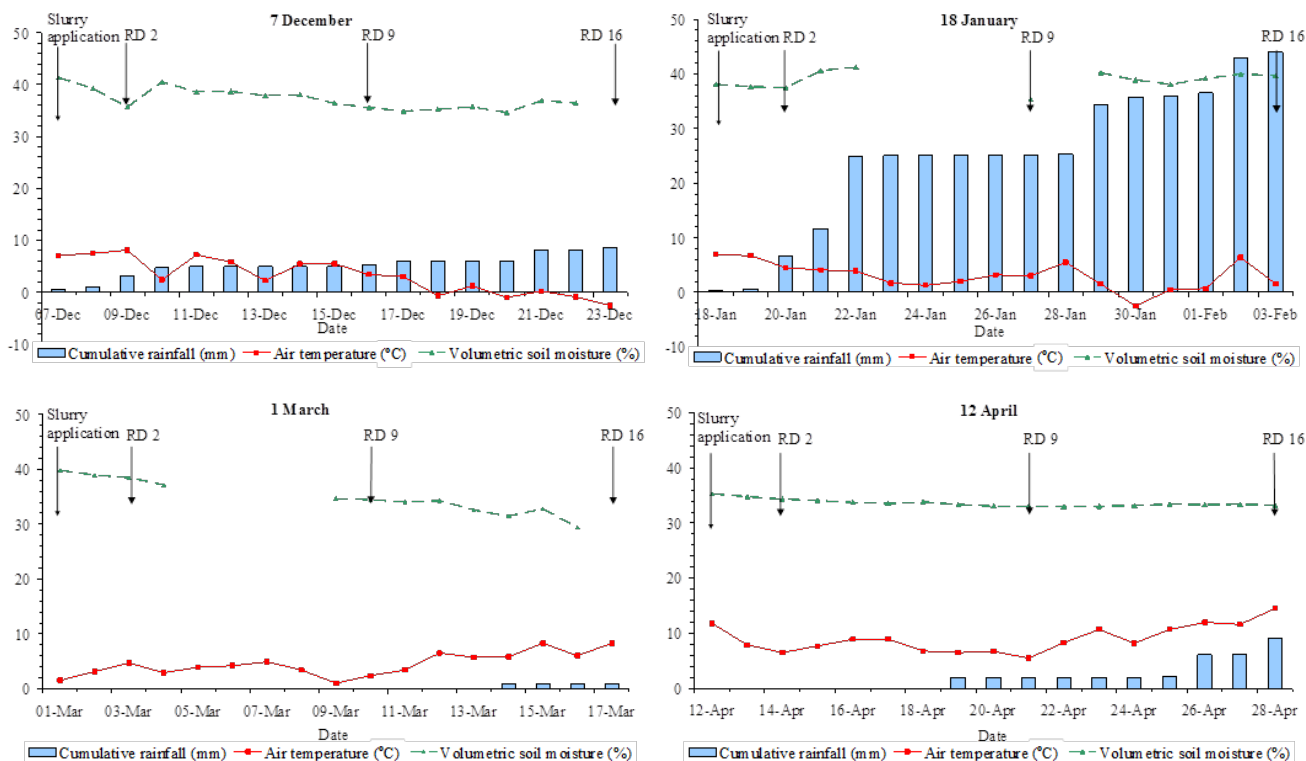 7 December
Slurry
application
RD 2
RD 9
RD 16
50
40
30
20
10
0
-10
07-Dec 09-Dec 11-Dec 13-Dec 15-Dec 17-Dec 19-Dec 21-Dec 23-Dec
Date
Cumulative rainfall (mm) Air temperature (°C) Volumetric soil moisture (%)
18 January
Slurry
application RD 2
RD 9
RD 16
50
40
30
20
10
0
-10
18-Jan 20-Jan 22-Jan 24-Jan 26-Jan 28-Jan 30-Jan 01-Feb 03-Feb
Date
Cumulative rainfall (mm) Air temperature (°C) Volumetric soil moisture (%)
1 March
Slurry
application RD 2
RD 9
RD 16
50
40
30
20
10
0
01-Mar 03-Mar 05-Mar 07-Mar 09-Mar 11-Mar 13-Mar 15-Mar 17-Mar
Date
Cumulative rainfall (mm) Air temperature (°C) Volumetric soil moisture (%)
12 April
Slurry
application
RD 2
RD 9
RD 16
50
40
30
20
10
0
12-Apr 14-Apr 16-Apr 18-Apr 20-Apr 22-Apr 24-Apr 26-Apr 28-Apr
Date
Cumulative rainfall (mm) Air temperature (°C) Volumetric soil moisture (%)